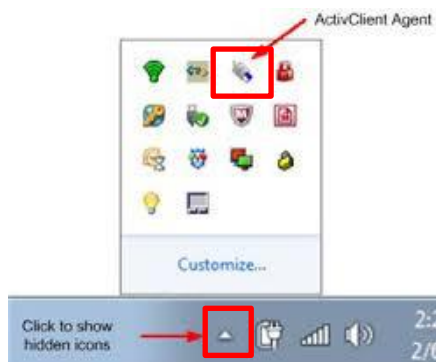 ActivClient Agent
Customize...
Click to show
hidden icons